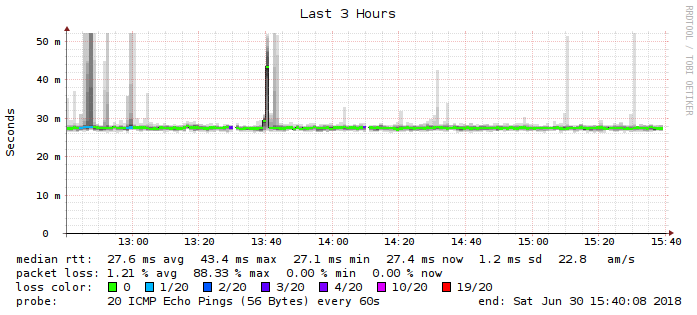 Last 3 Hours
RRDTOOL / TOBI OETIKER
Seconds
50 m
40 m
30 m
20 m
10 m
0
13:00 13:20 13:40 14:00 14:20 14:40 15:00 15:20 15:40
median rtt: 27.6 ms avg 43.4 ms max 27.1 ms min 27.4 ms now 1.2 ms sd 22.8 am/s
packet loss: 1.21 % avg 88.33 % max 0.00 % min 0.00 % now
loss color: 0 1/20 2/20 3/20 4/20 10/20 19/20
probe: 20 ICMP Echo Pings (56 Bytes) every 60s end: Sat Jun 30 15:40:08 2018